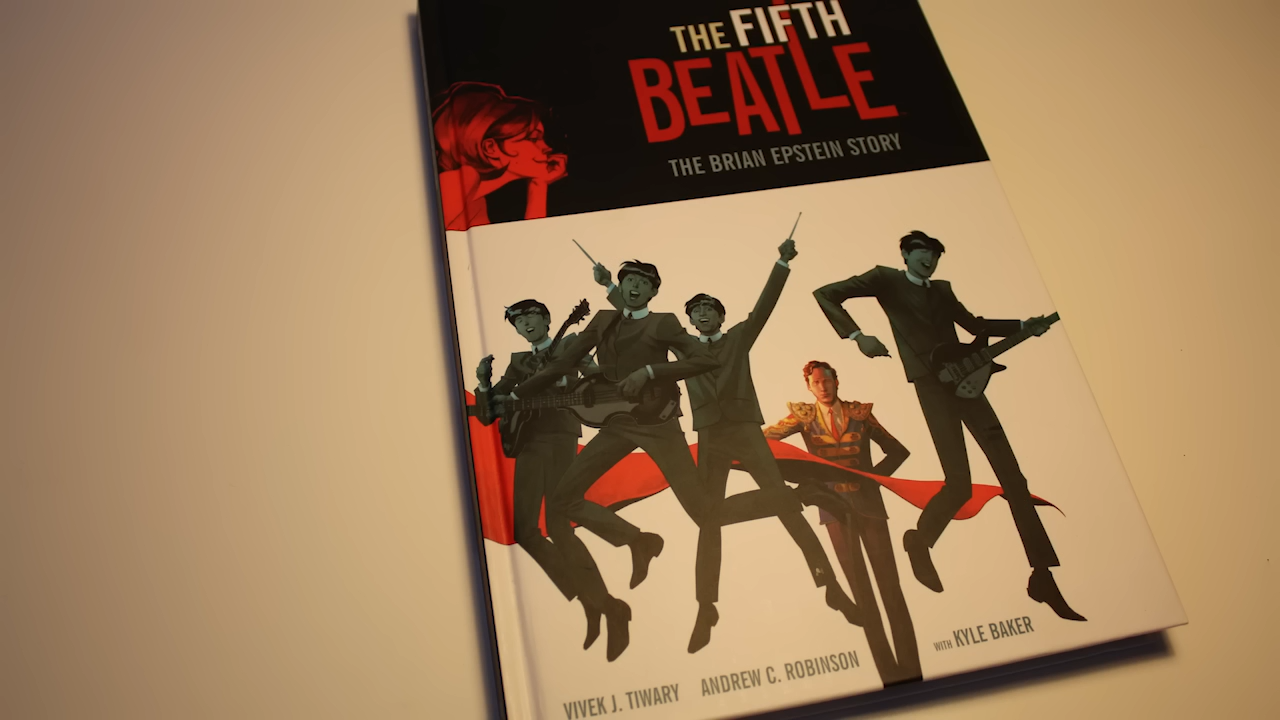 THE FIFTH
BEATLE
THE BRIAN EPSTEIN STORY
VIVEK J. TIWARY
ANDREW C. ROBINSON
WITH KYLE BAKER